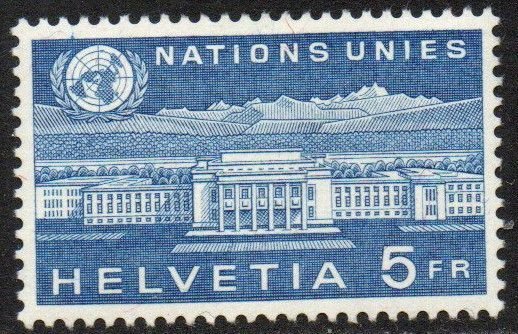 NATIONS UNIES
HELVETIA 5 FR